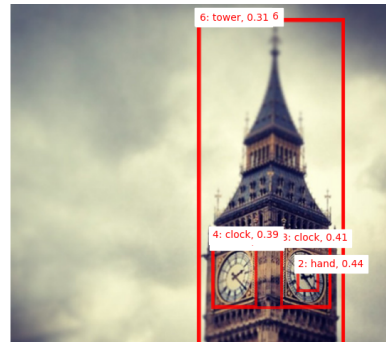 6: tower, 0.31 6
4: clock, 0.39
3: clock, 0.41
2: hand, 0.44